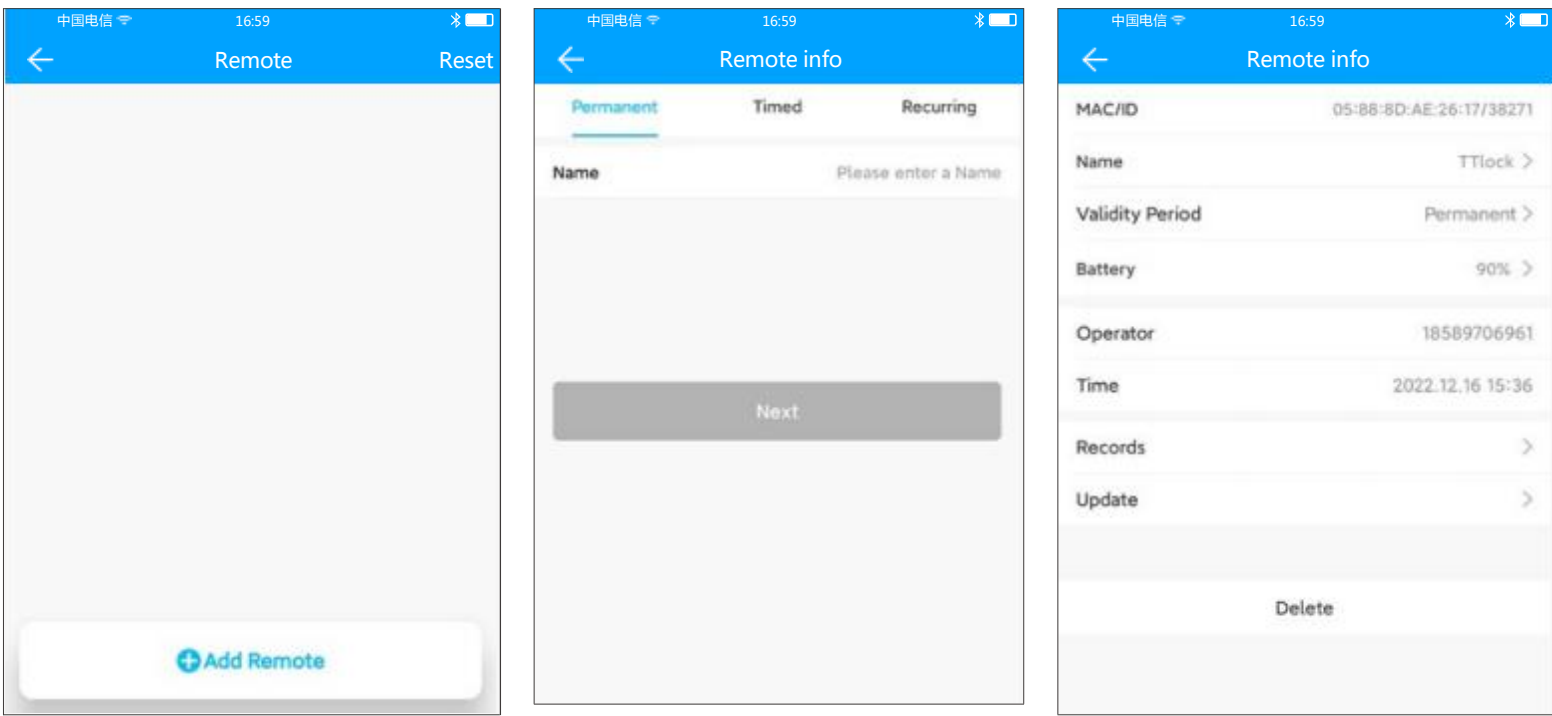 中国电信 16:59
Remote Reset
Add Remote
中国电信 16:59
Remote info
Permanent Timed Recurring
Name Please enter a Name
Next
中国电信 16:59
Remote info
MAC/ID 05:88:8D:AE:26:17/38271
Name TTlock >
Validity Period Permanent >
Battery 90% >
Operator 18589706961
Time 2022.12.16 15:36
Records >
Update >
Delete